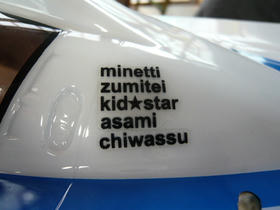 minetti
zumitei
kid★star
asami
chiwassu